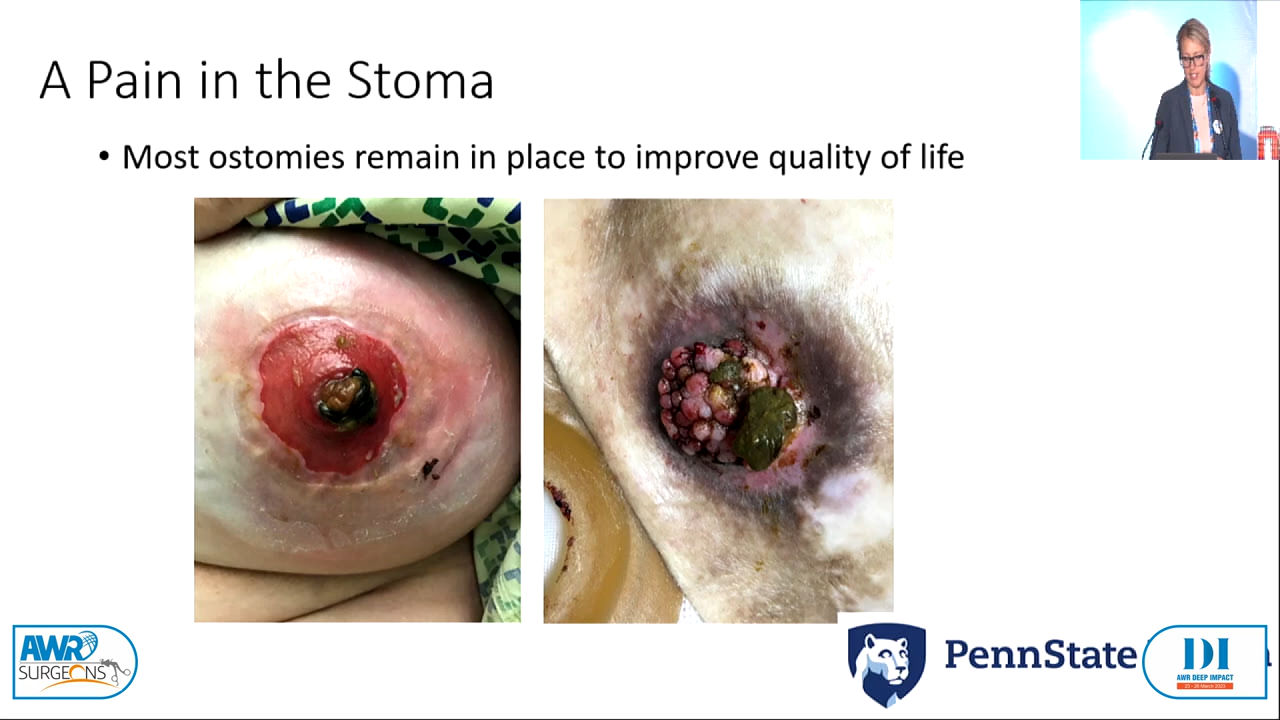 A Pain in the Stoma
• Most ostomies remain in place to improve quality of life
AWR
SURGEONS
PennState
DI
AWR DEEP IMPACT